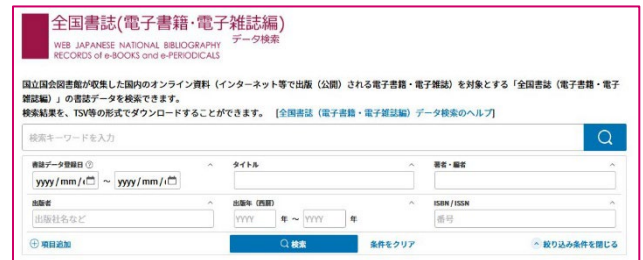 全国書誌(電子書籍・電子雑誌編)
WEB JAPANESE NATIONAL BIBLIOGRAPHY データ検索
RECORDS of e-BOOKS and e-PERIODICALS
国立国会図書館が収集した国内のオンライン資料（インターネット等で出版（公開）される電子書籍・電子雑誌）を対象とする「全国書誌（電子書籍・電子
雑誌編）」の書誌データを検索できます。
検索結果を、TSV等の形式でダウンロードすることができます。 [全国書誌（電子書籍・電子雑誌編）データ検索のヘルプ]
検索キーワードを入力
書誌データ登録日 ? タイトル 著者・編者
yyyy/mm/ ~ yyyy/mm/
出版者 出版年（西暦） ISBN / ISSN
出版社名など YYYY 年 ~ YYYY 年 番号
項目追加 検索 条件をクリア 絞り込み条件を閉じる